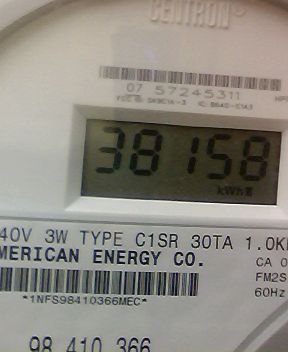 CENTRON®
07 57245311
38158
kWh
40V 3W TYPE C1SR 30TA 1.0K
MERICAN ENERGY CO.
CA 0
FM2S
*1NFS98410366MEC*
60Hz
98 410 366